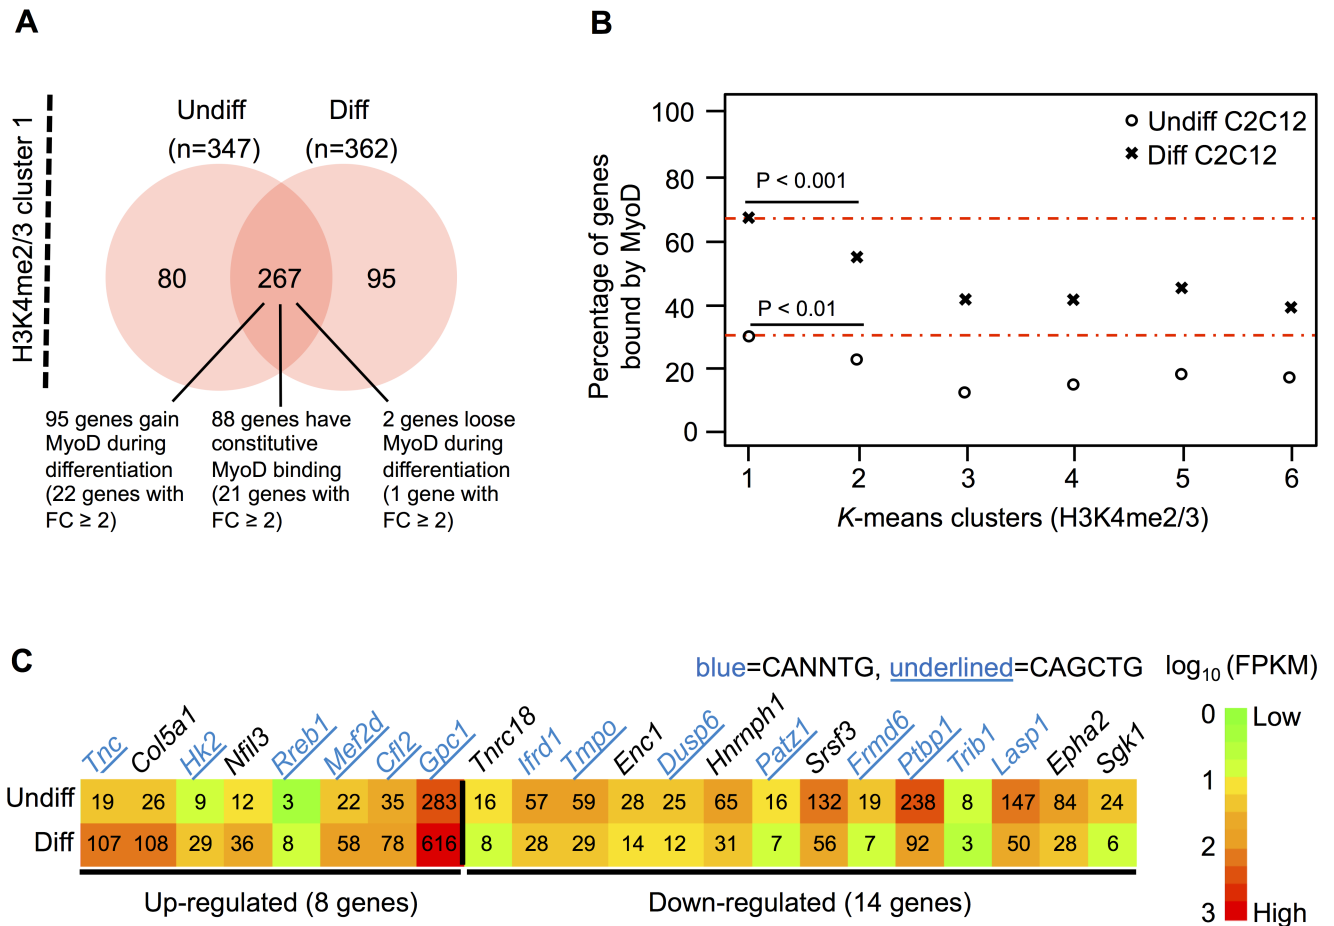 A
B
Undiff
(n=347)
Diff
(n=362)
H3K4me2/3 cluster 1
80
267
95
95 genes gain
MyoD during
differentiation
(22 genes with
FC ≥ 2)
88 genes have
constitutive
MyoD binding
(21 genes with
FC ≥ 2)
2 genes loose
MyoD during
differentiation
(1 gene with
FC ≥ 2)
Percentage of genes
bound by MyoD
100
80
60
40
20
0
Undiff C2C12
Diff C2C12
P < 0.001
P < 0.01
1 2 3 4 5 6
K-means clusters (H3K4me2/3)
C
blue=CANNTG, underlined=CAGCTG
log10 (FPKM)
0 Low
1
2
3 High
Tnc Col5a1 Hk2 Nfil3 Rreb1 Mef2d Cfl2 Gpc1 Tnrc18 Ifrd1 Tmpo Enc1 Dusp6 Hnrnph1 Patz1 Srsf3 Frmd6 Ptbp1 Trib1 Lasp1 Epha2 Sgk1
Undiff 19 26 9 12 3 22 35 283 16 57 59 28 25 65 16 132 19 238 8 147 84 24
Diff 107 108 29 36 8 58 78 616 8 28 29 14 12 31 7 56 7 92 3 50 28 6
Up-regulated (8 genes)
Down-regulated (14 genes)